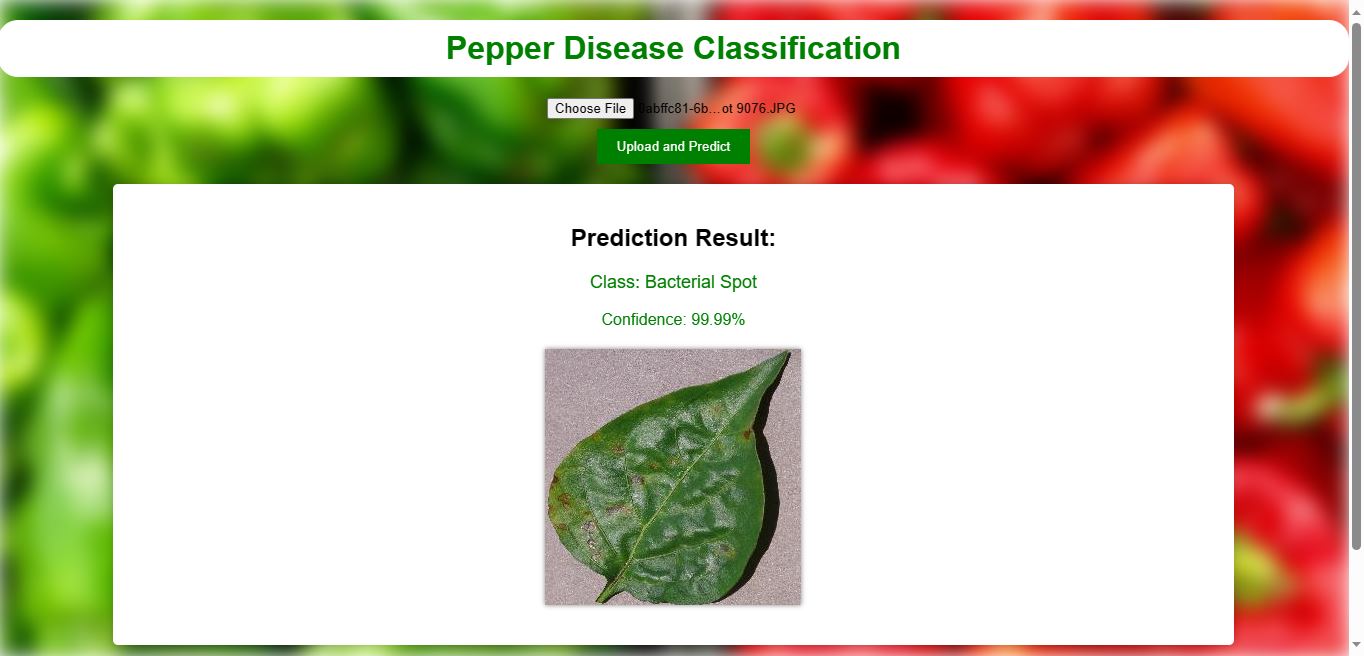 Pepper Disease Classification
Choose File 0abffc81-6b...ot 9076.JPG
Upload and Predict
Prediction Result:
Class: Bacterial Spot
Confidence: 99.99%